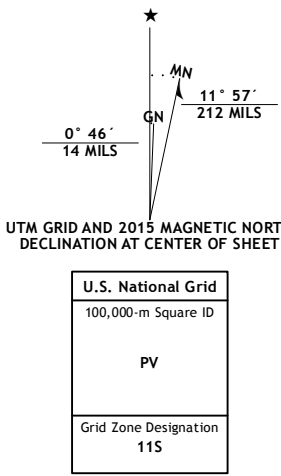 ★
MN
GN
11° 57´
212 MILS
0° 46´
14 MILS
UTM GRID AND 2015 MAGNETIC NORT
DECLINATION AT CENTER OF SHEET
U.S. National Grid
100,000-m Square ID
PV
Grid Zone Designation
11S